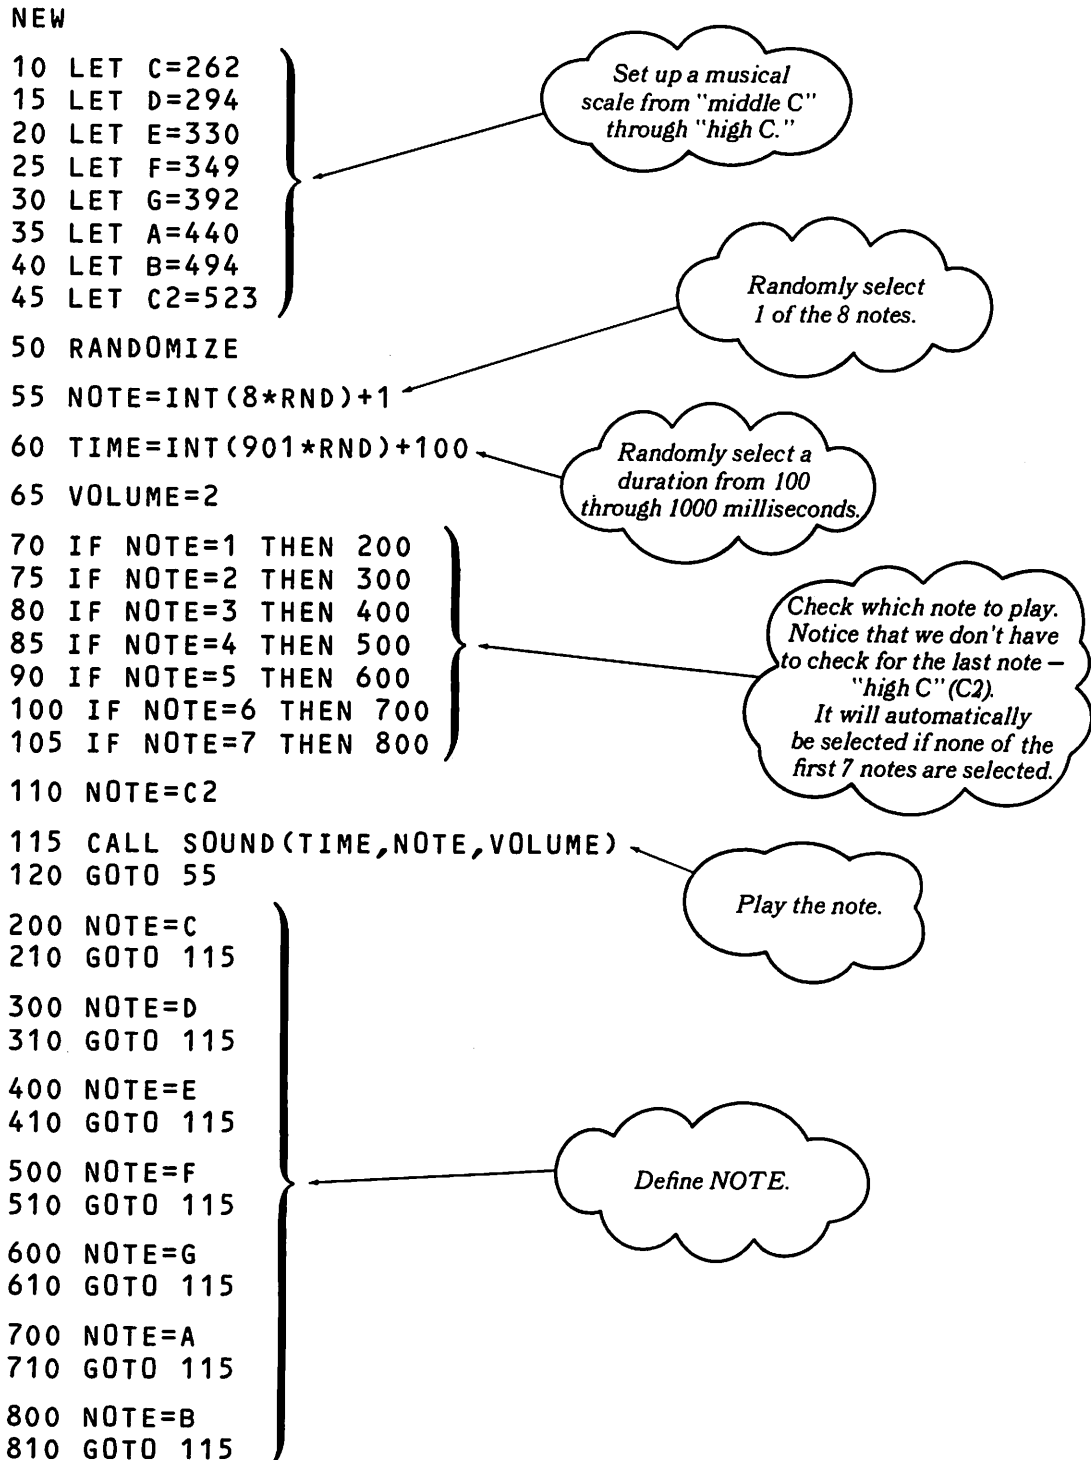 NEW
10 LET C=262
15 LET D=294
20 LET E=330
25 LET F=349
30 LET G=392
35 LET A=440
40 LET B=494
45 LET C2=523
Set up a musical
scale from "middle C"
through "high C."
50 RANDOMIZE
55 NOTE=INT(8*RND)+1
Randomly select
1 of the 8 notes.
60 TIME=INT(901*RND)+100
Randomly select a
duration from 100
through 1000 milliseconds.
65 VOLUME=2
70 IF NOTE=1 THEN 200
75 IF NOTE=2 THEN 300
80 IF NOTE=3 THEN 400
85 IF NOTE=4 THEN 500
90 IF NOTE=5 THEN 600
100 IF NOTE=6 THEN 700
105 IF NOTE=7 THEN 800
Check which note to play.
Notice that we don't have
to check for the last note —
"high C" (C2).
It will automatically
be selected if none of the
first 7 notes are selected.
110 NOTE=C2
115 CALL SOUND(TIME,NOTE,VOLUME)
120 GOTO 55
Play the note.
200 NOTE=C
210 GOTO 115
300 NOTE=D
310 GOTO 115
400 NOTE=E
410 GOTO 115
500 NOTE=F
510 GOTO 115
600 NOTE=G
610 GOTO 115
700 NOTE=A
710 GOTO 115
800 NOTE=B
810 GOTO 115
Define NOTE.